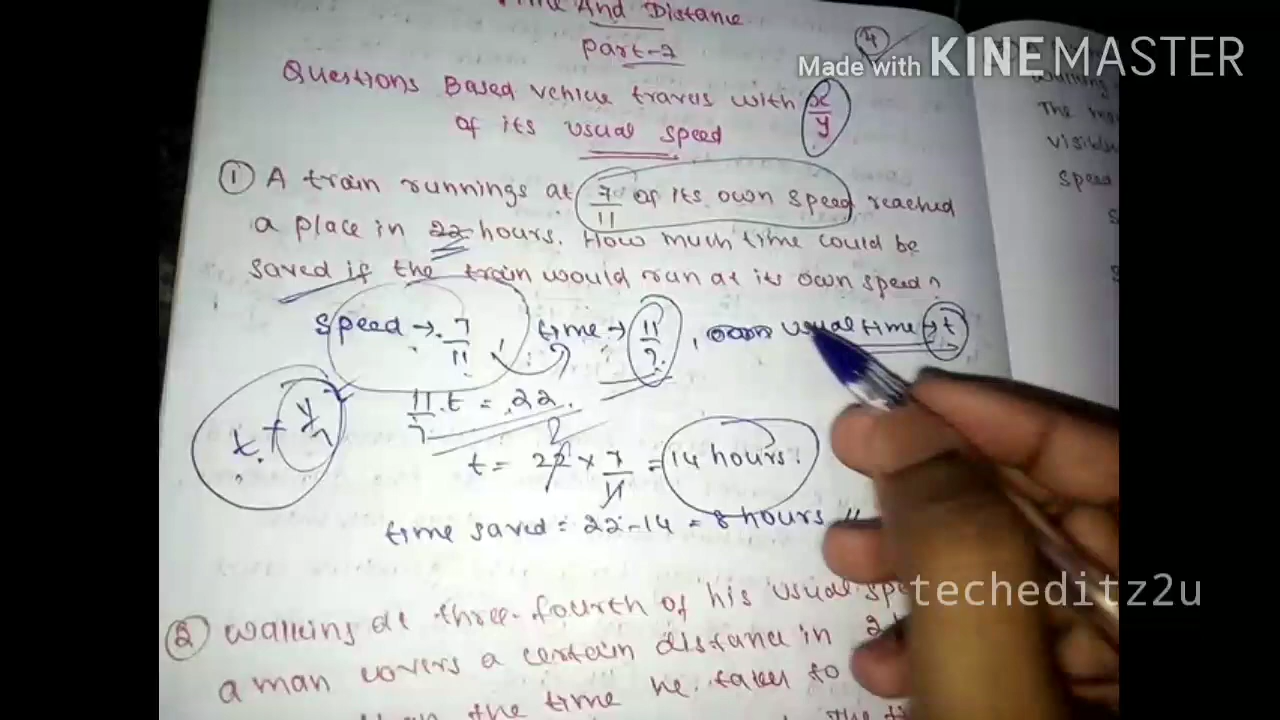 And Distance
Part-7
4
Made with KINEMASTER
Questions Based vehicle travels with x/y
of its usual speed
① A train runnings at 7/11 of its own speed reached
a place in 22 hours. How much time could be
saved if the train would run at its own speed?
Speed → 7/11 time → 11/7, usual time → t
11/7 . t = 22
x + y
t = 22 × 7/11 = 14 hours.
time saved = 22-14 = 8 hours
techeditz2u
② walking at three-fourth of his usual
a man covers a certain distance in 2
the time he takes to
The
visible
speed